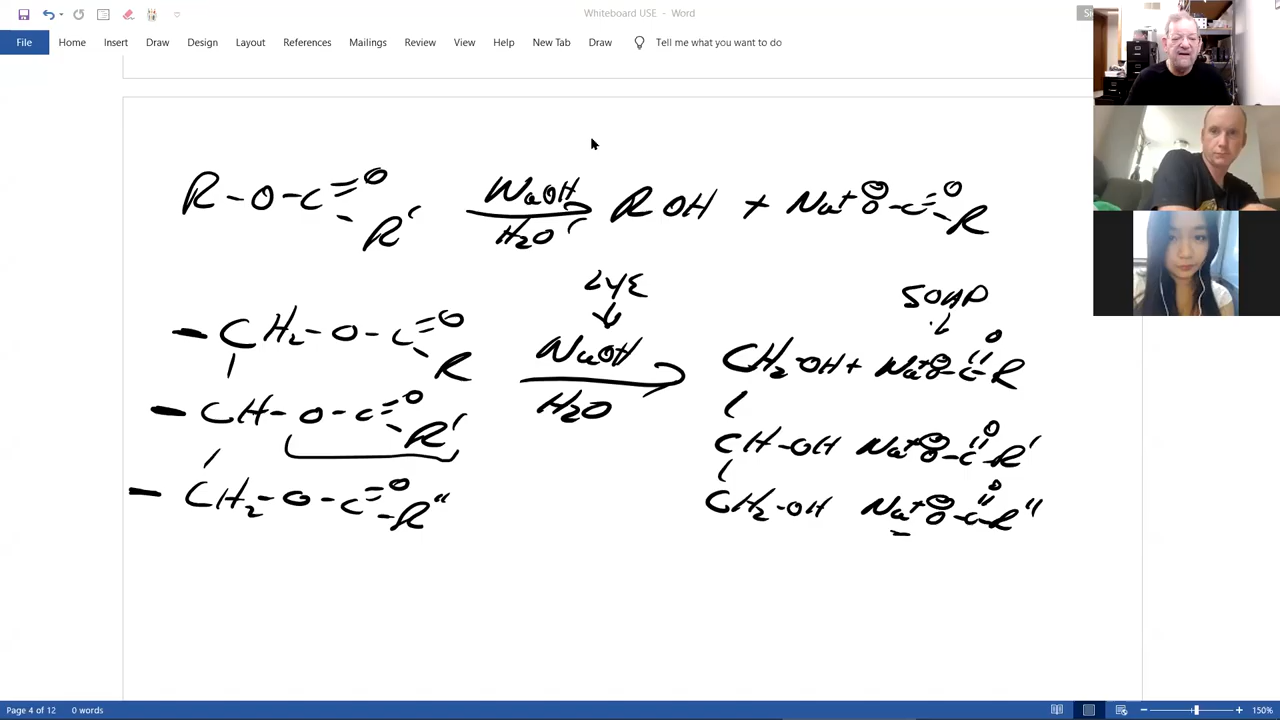 Whiteboard USE - Word
Si
File Home Insert Draw Design Layout References Mailings Review View Help New Tab Draw Tell me what you want to do
R-O-C=O -R' NaOH H2O ROH + Na+ ⊖O-C=O -R
LYE SOAP
CH2-O-C=O -R NaOH H2O CH2-OH + Na+ ⊖O-C=O -R
CH-O-C=O -R' CH-OH Na+ ⊖O-C=O -R'
CH2-O-C=O -R" CH2-OH Na+ ⊖O-C=O -R"
Page 4 of 12 0 words 150%